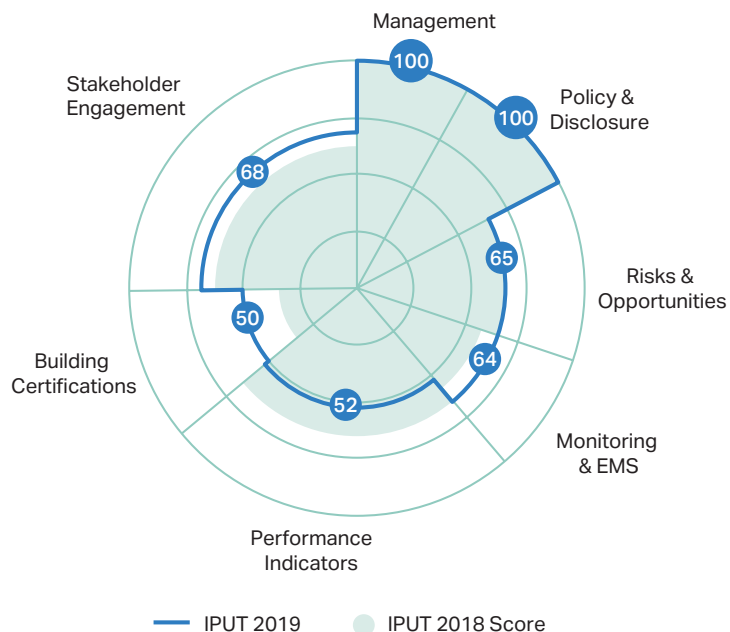 Management
100
Policy &
Disclosure
100
Stakeholder
Engagement
68
65
Risks &
Opportunities
50
64
Building
Certifications
52
Monitoring
& EMS
Performance
Indicators
IPUT 2019
IPUT 2018 Score